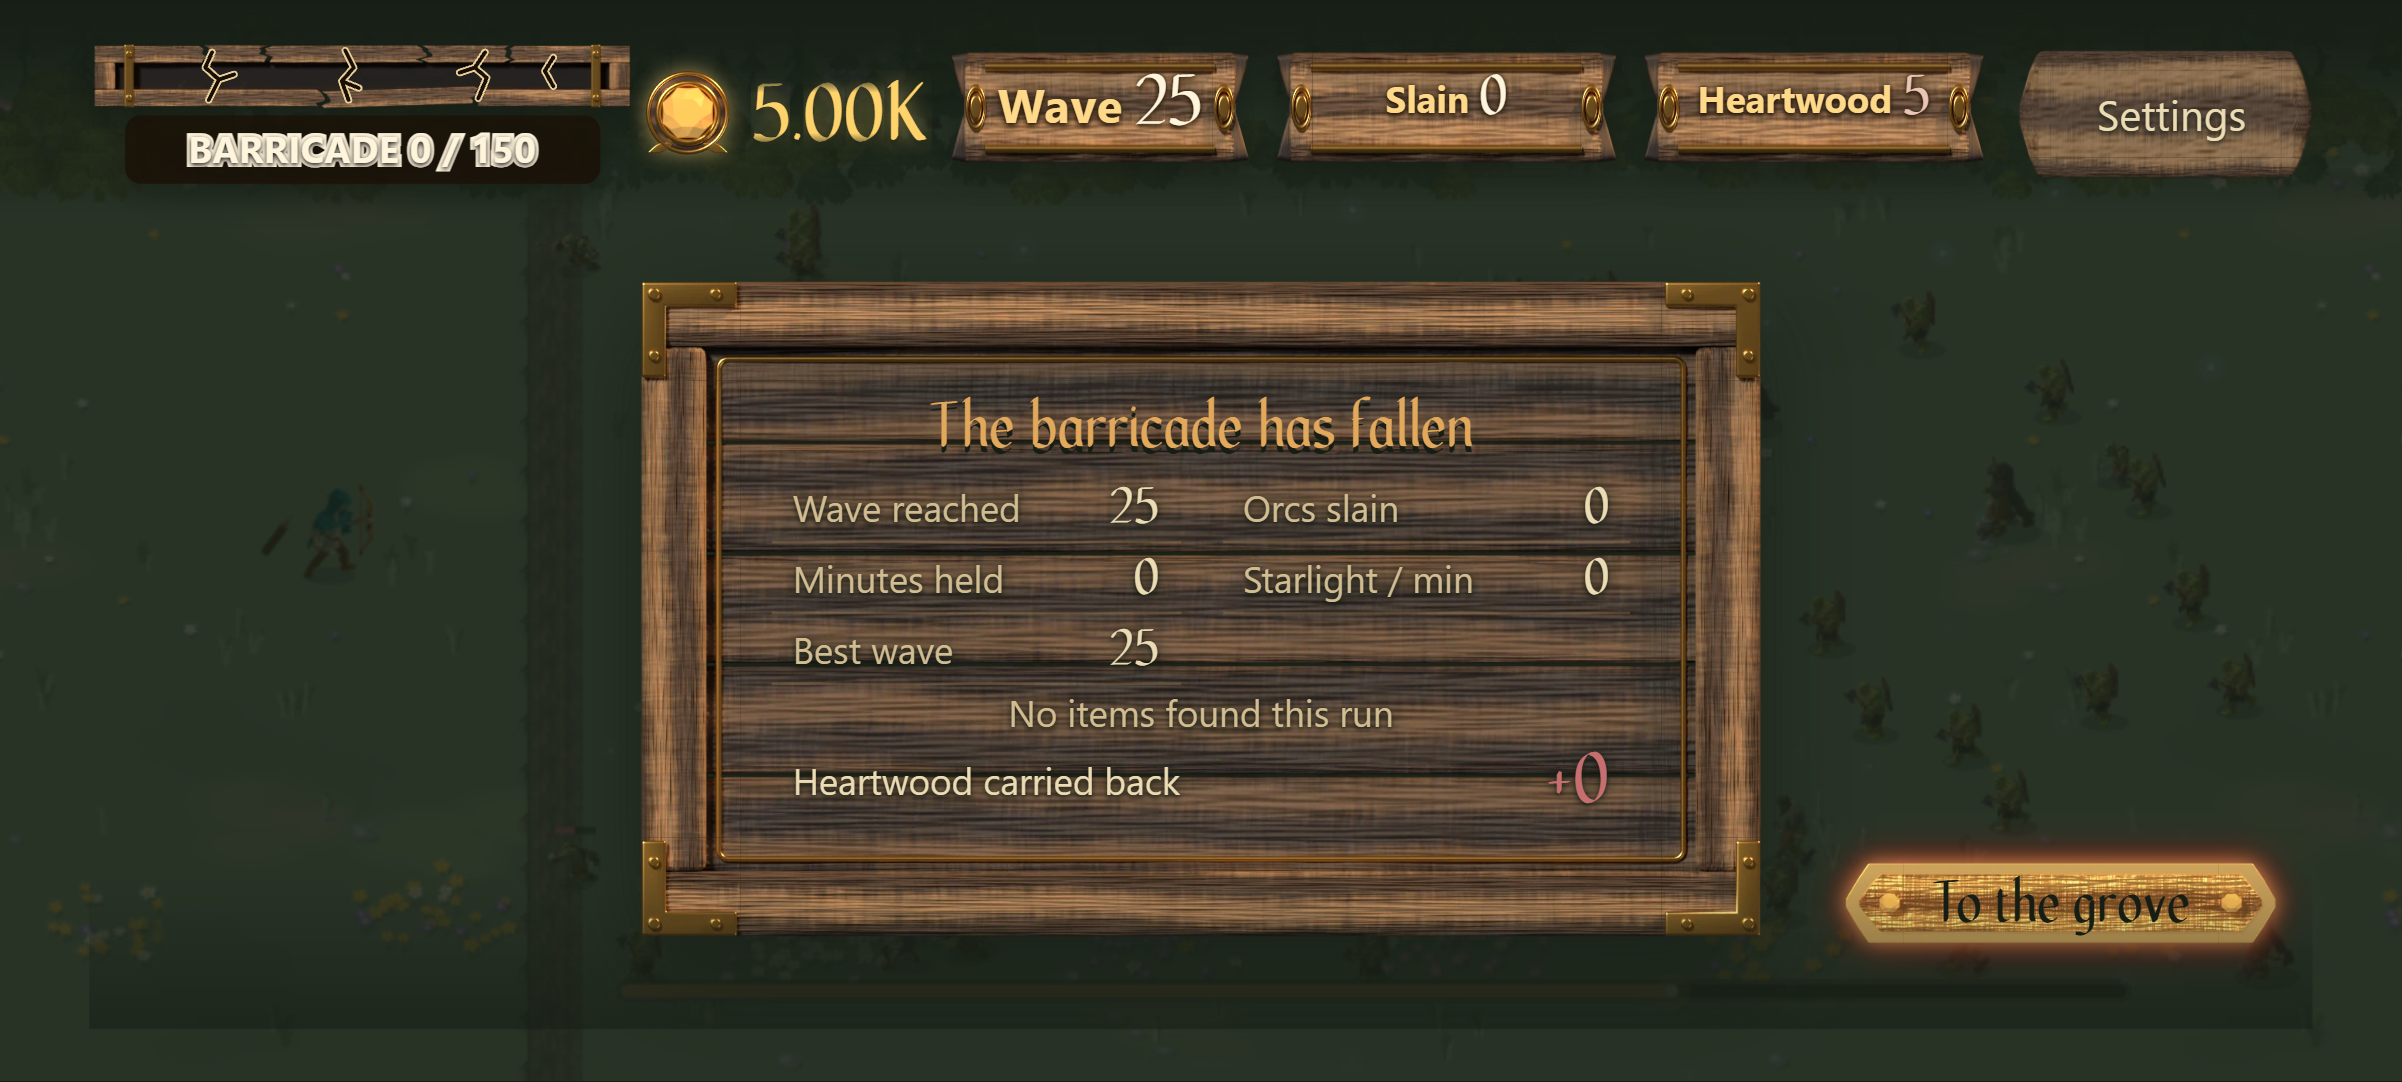 BARRICADE 0 / 150
5.00K
Wave 25
Slain 0
Heartwood 5
Settings
The barricade has fallen
Wave reached 25 Orcs slain 0
Minutes held 0 Starlight / min 0
Best wave 25
No items found this run
Heartwood carried back +0
To the grove